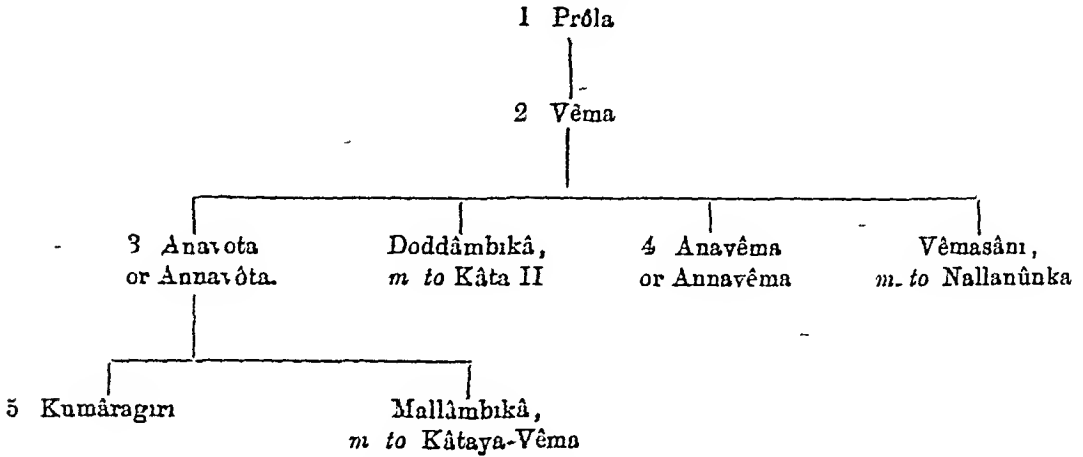 1 Prôla
2 Vêma
3 Anavota Doddâmbikâ, 4 Anavêma Vêmasâni,
or Annavôta. m to Kâta II or Annavêma m. to Nallanûnka
5 Kumâragiri Mallâmbikâ,
m to Kâtaya-Vêma